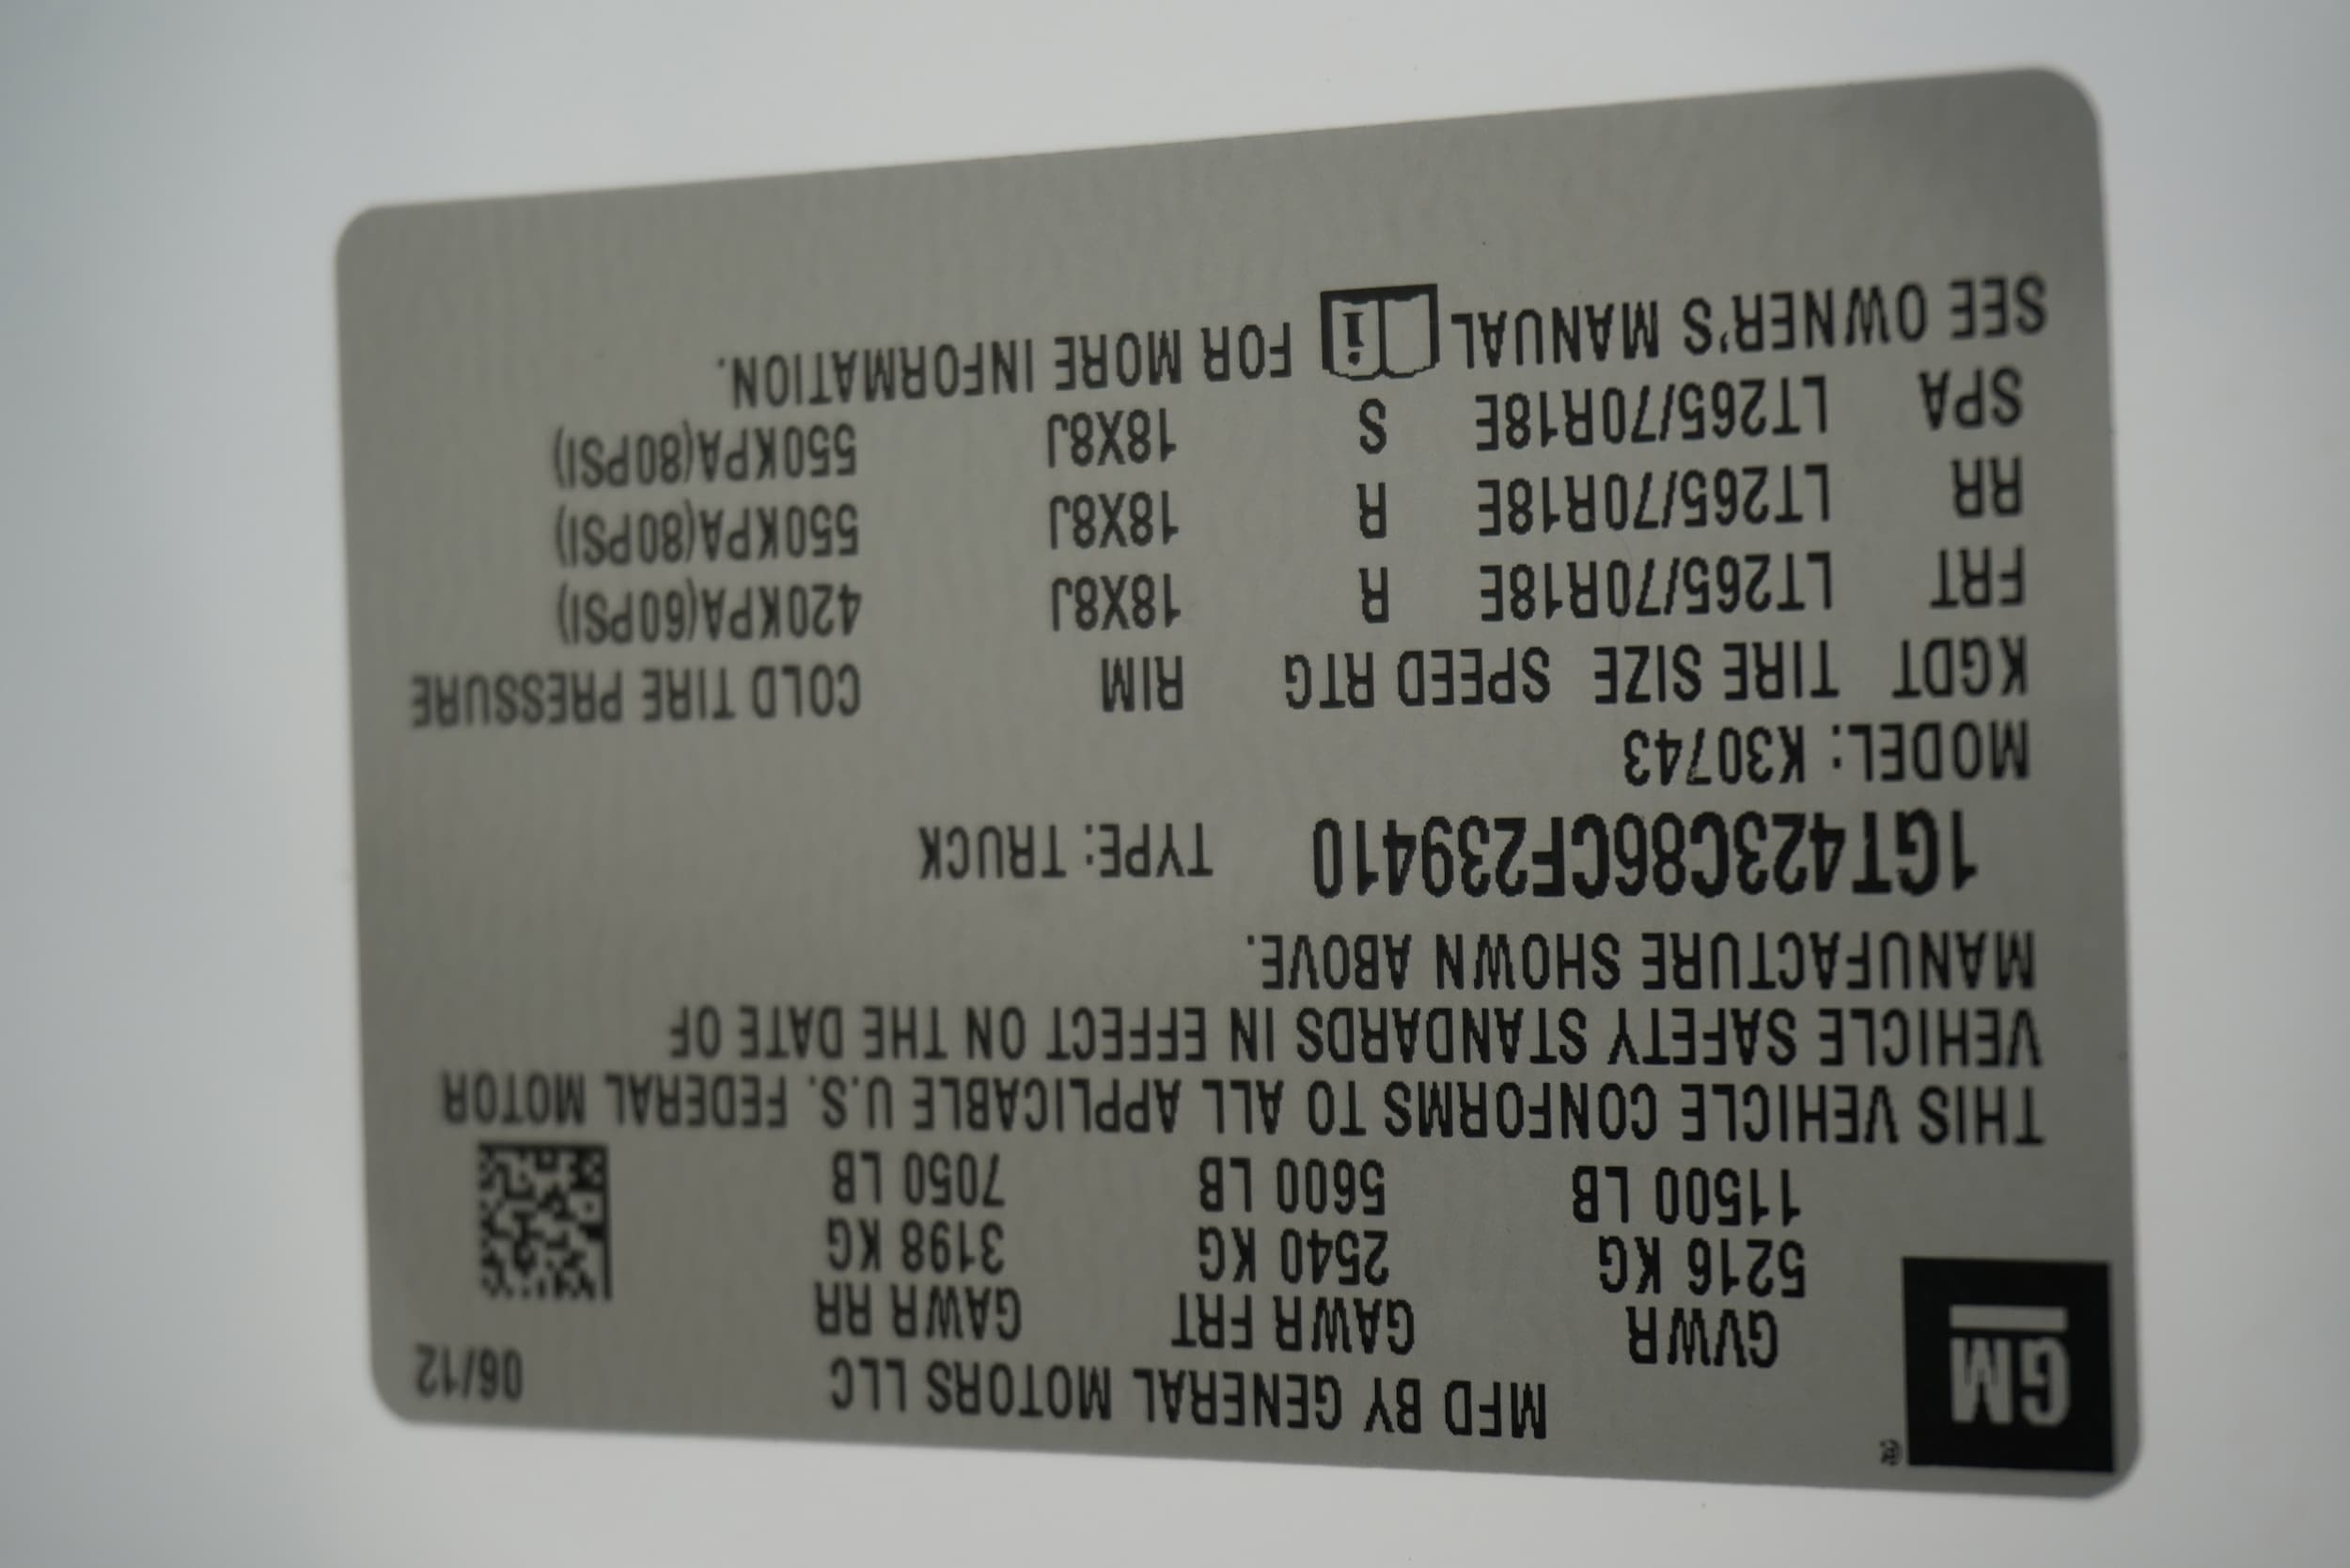 GM ®
MFD BY GENERAL MOTORS LLC 06/12
GVWR GAWR FRT GAWR RR
5216 KG 2540 KG 3198 KG
11500 LB 5600 LB 7050 LB
THIS VEHICLE CONFORMS TO ALL APPLICABLE U.S. FEDERAL MOTOR
VEHICLE SAFETY STANDARDS IN EFFECT ON THE DATE OF
MANUFACTURE SHOWN ABOVE.
1GT423C86CF239410 TYPE: TRUCK
MODEL: K30743
KGDT TIRE SIZE SPEED RTG RIM COLD TIRE PRESSURE
FRT LT265/70R18E R 18X8J 420KPA(60PSI)
RR LT265/70R18E R 18X8J 550KPA(80PSI)
SPA LT265/70R18E S 18X8J 550KPA(80PSI)
SEE OWNER'S MANUAL i FOR MORE INFORMATION.